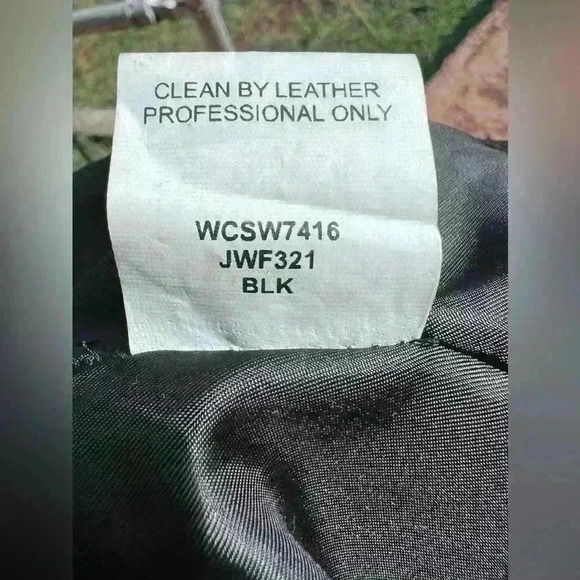 CLEAN BY LEATHER
PROFESSIONAL ONLY
WCSW7416
JWF321
BLK